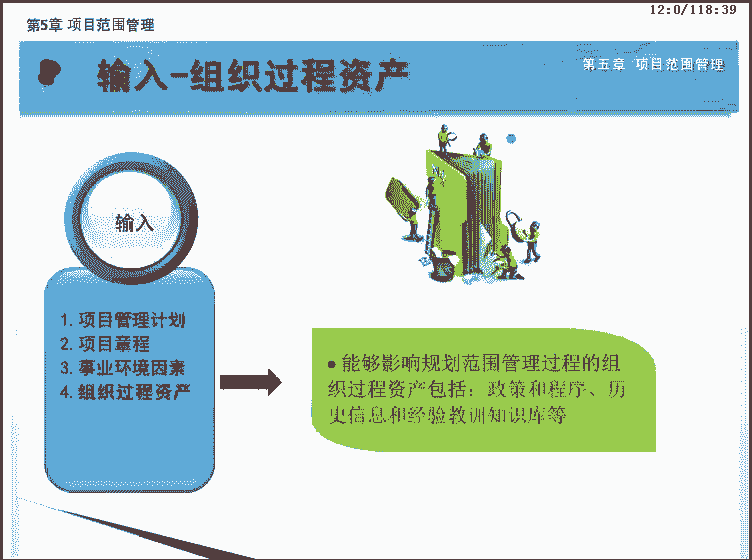 12:0/118:39
第5章 项目范围管理
输入-组织过程资产
第五章 项目范围管理
输入
1. 项目管理计划
2. 项目章程
3. 事业环境因素
4. 组织过程资产
● 能够影响规划范围管理过程的组
织过程资产包括：政策和程序、历
史信息和经验教训知识库等